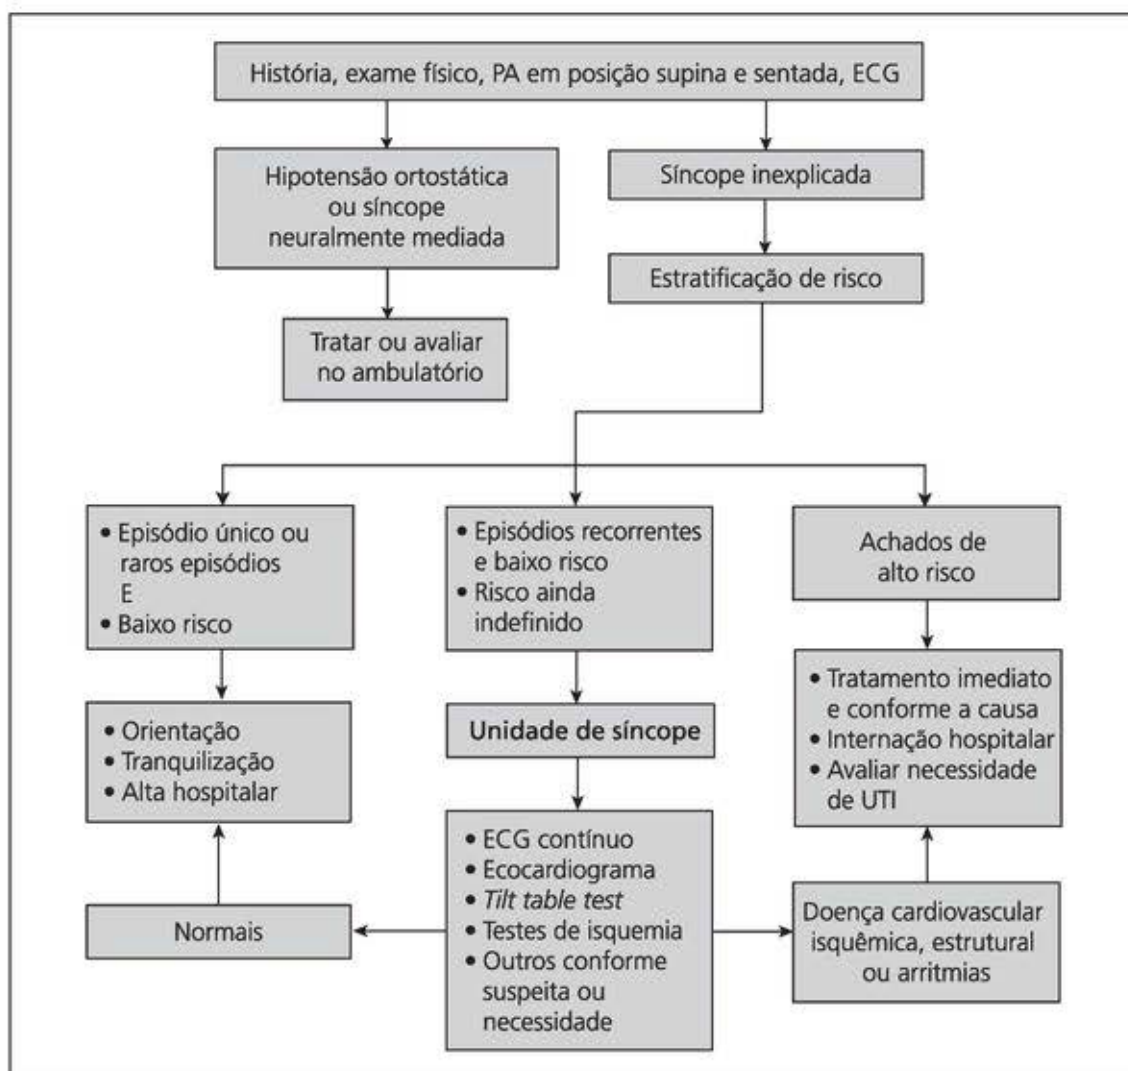 História, exame físico, PA em posição supina e sentada, ECG
Hipotensão ortostática
ou síncope
neuralmente mediada
Síncope inexplicada
Estratificação de risco
Tratar ou avaliar
no ambulatório
• Episódio único ou
raros episódios
E
• Baixo risco
• Episódios recorrentes
e baixo risco
• Risco ainda
indefinido
Achados de
alto risco
• Orientação
• Tranquilização
• Alta hospitalar
Unidade de síncope
• Tratamento imediato
e conforme a causa
• Internação hospitalar
• Avaliar necessidade
de UTI
• ECG contínuo
• Ecocardiograma
• Tilt table test
• Testes de isquemia
• Outros conforme
suspeita ou
necessidade
Normais
Doença cardiovascular
isquêmica, estrutural
ou arritmias